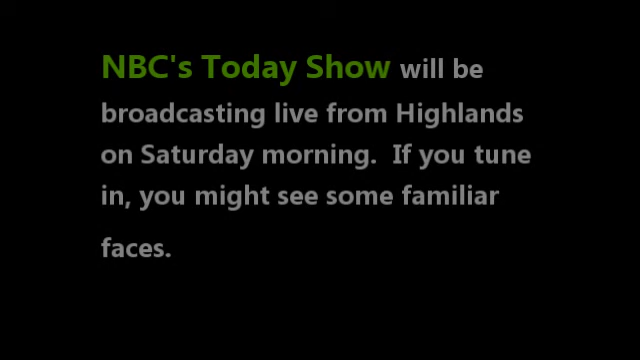 NBC's Today Show will be
broadcasting live from Highlands
on Saturday morning.  If you tune
in, you might see some familiar
faces.